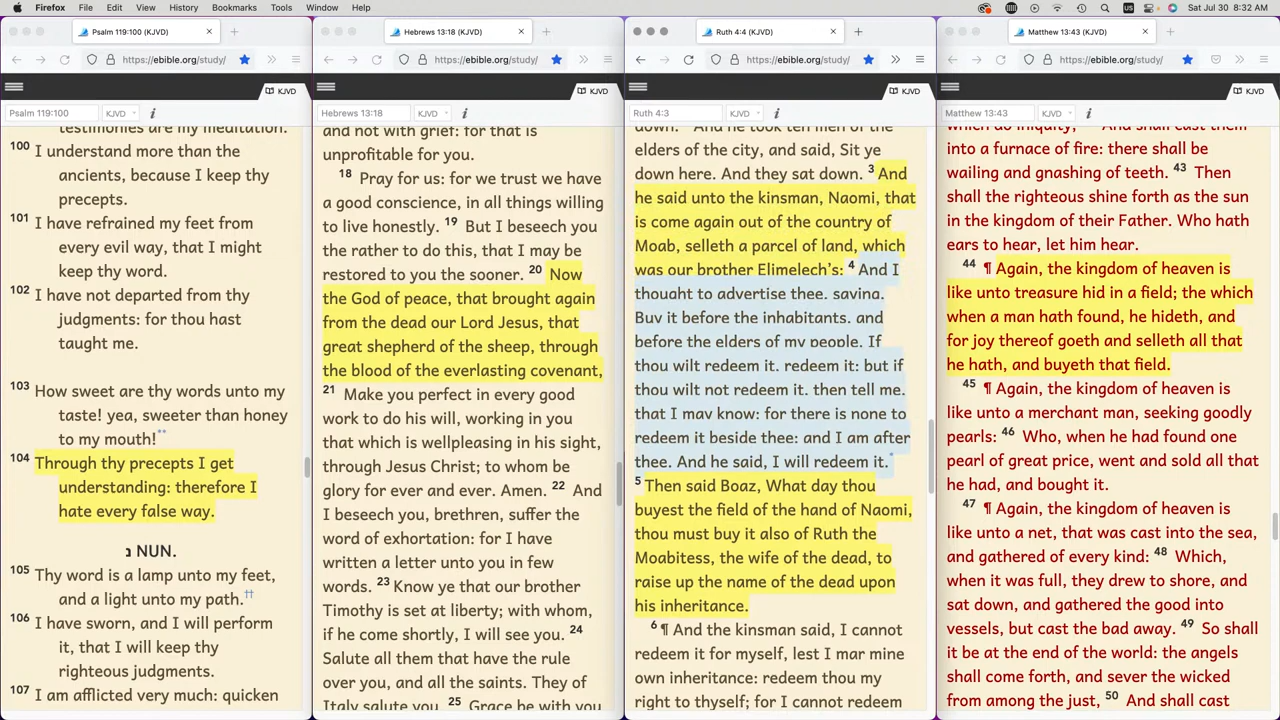 Firefox File Edit View History Bookmarks Tools Window Help
US
Sat Jul 30 8:32 AM
Psalm 119:100 (KJVD)
https://ebible.org/study/
KJVD
Psalm 119:100
KJVD
testimonies are my meditation.
100 I understand more than the
ancients, because I keep thy
precepts.
101 I have refrained my feet from
every evil way, that I might
keep thy word.
102 I have not departed from thy
judgments: for thou hast
taught me.
103 How sweet are thy words unto my
taste! yea, sweeter than honey
to my mouth!**
104 Through thy precepts I get
understanding: therefore I
hate every false way.
נ NUN.
105 Thy word is a lamp unto my feet,
and a light unto my path.††
106 I have sworn, and I will perform
it, that I will keep thy
righteous judgments.
107 I am afflicted very much: quicken
Hebrews 13:18 (KJVD)
https://ebible.org/study/
KJVD
Hebrews 13:18
KJVD
and not with grief: for that is
unprofitable for you.
18 Pray for us: for we trust we have
a good conscience, in all things willing
to live honestly. 19 But I beseech you
the rather to do this, that I may be
restored to you the sooner. 20 Now
the God of peace, that brought again
from the dead our Lord Jesus, that
great shepherd of the sheep, through
the blood of the everlasting covenant,
21 Make you perfect in every good
work to do his will, working in you
that which is wellpleasing in his sight,
through Jesus Christ; to whom be
glory for ever and ever. Amen. 22 And
I beseech you, brethren, suffer the
word of exhortation: for I have
written a letter unto you in few
words. 23 Know ye that our brother
Timothy is set at liberty; with whom,
if he come shortly, I will see you. 24
Salute all them that have the rule
over you, and all the saints. They of
Italy salute you. 25 Grace be with you
Ruth 4:4 (KJVD)
https://ebible.org/study/
KJVD
Ruth 4:3
KJVD
down. And he took ten men of the
elders of the city, and said, Sit ye
down here. And they sat down. 3 And
he said unto the kinsman, Naomi, that
is come again out of the country of
Moab, selleth a parcel of land, which
was our brother Elimelech's: 4 And I
thought to advertise thee, saying,
Buy it before the inhabitants, and
before the elders of my people. If
thou wilt redeem it, redeem it: but if
thou wilt not redeem it, then tell me,
that I may know: for there is none to
redeem it beside thee; and I am after
thee. And he said, I will redeem it.*
5 Then said Boaz, What day thou
buyest the field of the hand of Naomi,
thou must buy it also of Ruth the
Moabitess, the wife of the dead, to
raise up the name of the dead upon
his inheritance.
6 ¶ And the kinsman said, I cannot
redeem it for myself, lest I mar mine
own inheritance: redeem thou my
right to thyself; for I cannot redeem
Matthew 13:43 (KJVD)
https://ebible.org/study/
KJVD
Matthew 13:43
KJVD
which do iniquity; And shall cast them
into a furnace of fire: there shall be
wailing and gnashing of teeth. 43 Then
shall the righteous shine forth as the sun
in the kingdom of their Father. Who hath
ears to hear, let him hear.
44 ¶ Again, the kingdom of heaven is
like unto treasure hid in a field; the which
when a man hath found, he hideth, and
for joy thereof goeth and selleth all that
he hath, and buyeth that field.
45 ¶ Again, the kingdom of heaven is
like unto a merchant man, seeking goodly
pearls: 46 Who, when he had found one
pearl of great price, went and sold all that
he had, and bought it.
47 ¶ Again, the kingdom of heaven is
like unto a net, that was cast into the sea,
and gathered of every kind: 48 Which,
when it was full, they drew to shore, and
sat down, and gathered the good into
vessels, but cast the bad away. 49 So shall
it be at the end of the world: the angels
shall come forth, and sever the wicked
from among the just, 50 And shall cast